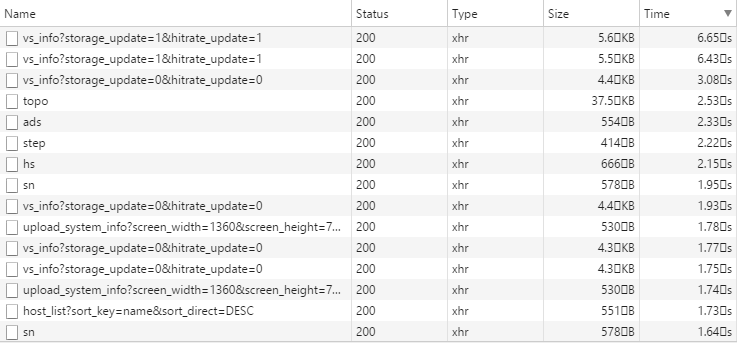 Name Status Type Size Time ▼
vs_info?storage_update=1&hitrate_update=1 200 xhr 5.6□KB 6.65□s
vs_info?storage_update=1&hitrate_update=1 200 xhr 5.5□KB 6.43□s
vs_info?storage_update=0&hitrate_update=0 200 xhr 4.4□KB 3.08□s
topo 200 xhr 37.5□KB 2.53□s
ads 200 xhr 554□B 2.33□s
step 200 xhr 414□B 2.22□s
hs 200 xhr 666□B 2.15□s
sn 200 xhr 578□B 1.95□s
vs_info?storage_update=0&hitrate_update=0 200 xhr 4.4□KB 1.93□s
upload_system_info?screen_width=1360&screen_height=7... 200 xhr 530□B 1.78□s
vs_info?storage_update=0&hitrate_update=0 200 xhr 4.3□KB 1.77□s
vs_info?storage_update=0&hitrate_update=0 200 xhr 4.3□KB 1.75□s
upload_system_info?screen_width=1360&screen_height=7... 200 xhr 530□B 1.74□s
host_list?sort_key=name&sort_direct=DESC 200 xhr 551□B 1.73□s
sn 200 xhr 578□B 1.64□s